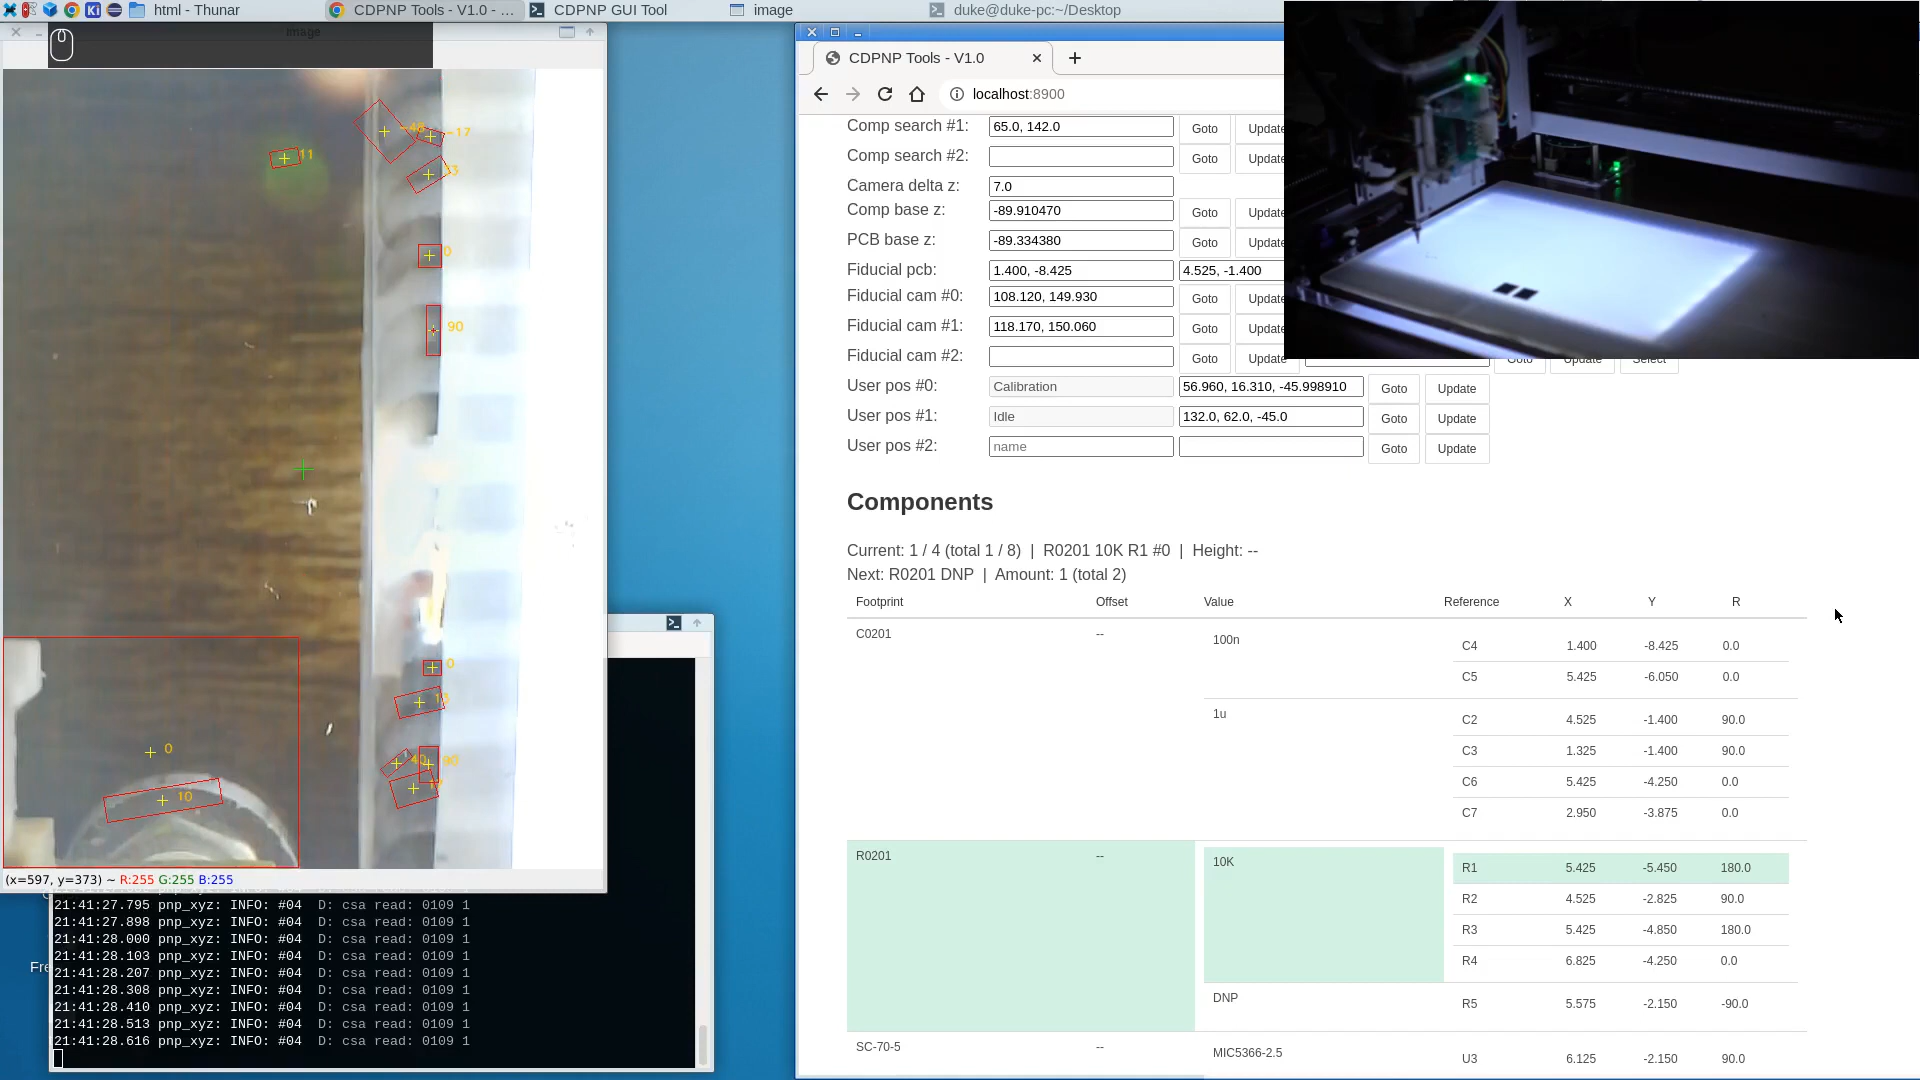 html - Thunar
CDPNP Tools - V1.0 - ...
CDPNP GUI Tool
image
duke@duke-pc:~/Desktop
image
-48
-17
11
0
90
0
0
10
(x=597, y=373) ~ R:255 G:255 B:255
21:41:27.795 pnp_xyz: INFO: #04 D: csa read: 0109 1
21:41:27.898 pnp_xyz: INFO: #04 D: csa read: 0109 1
21:41:28.000 pnp_xyz: INFO: #04 D: csa read: 0109 1
21:41:28.103 pnp_xyz: INFO: #04 D: csa read: 0109 1
21:41:28.207 pnp_xyz: INFO: #04 D: csa read: 0109 1
21:41:28.308 pnp_xyz: INFO: #04 D: csa read: 0109 1
21:41:28.410 pnp_xyz: INFO: #04 D: csa read: 0109 1
21:41:28.513 pnp_xyz: INFO: #04 D: csa read: 0109 1
21:41:28.616 pnp_xyz: INFO: #04 D: csa read: 0109 1
Fre
CDPNP Tools - V1.0
localhost:8900
Comp search #1: 65.0, 142.0 Goto Update
Comp search #2: Goto Update
Camera delta z: 7.0
Comp base z: -89.910470 Goto Update
PCB base z: -89.334380 Goto Update
Fiducial pcb: 1.400, -8.425 4.525, -1.400
Fiducial cam #0: 108.120, 149.930 Goto Update
Fiducial cam #1: 118.170, 150.060 Goto Update
Fiducial cam #2: Goto Update Goto Update Select
User pos #0: Calibration 56.960, 16.310, -45.998910 Goto Update
User pos #1: Idle 132.0, 62.0, -45.0 Goto Update
User pos #2: name Goto Update
Components
Current: 1 / 4 (total 1 / 8) | R0201 10K R1 #0 | Height: --
Next: R0201 DNP | Amount: 1 (total 2)
Footprint Offset Value Reference X Y R
C0201 -- 100n C4 1.400 -8.425 0.0
C5 5.425 -6.050 0.0
1u C2 4.525 -1.400 90.0
C3 1.325 -1.400 90.0
C6 5.425 -4.250 0.0
C7 2.950 -3.875 0.0
R0201 -- 10K R1 5.425 -5.450 180.0
R2 4.525 -2.825 90.0
R3 5.425 -4.850 180.0
R4 6.825 -4.250 0.0
DNP R5 5.575 -2.150 -90.0
SC-70-5 -- MIC5366-2.5 U3 6.125 -2.150 90.0